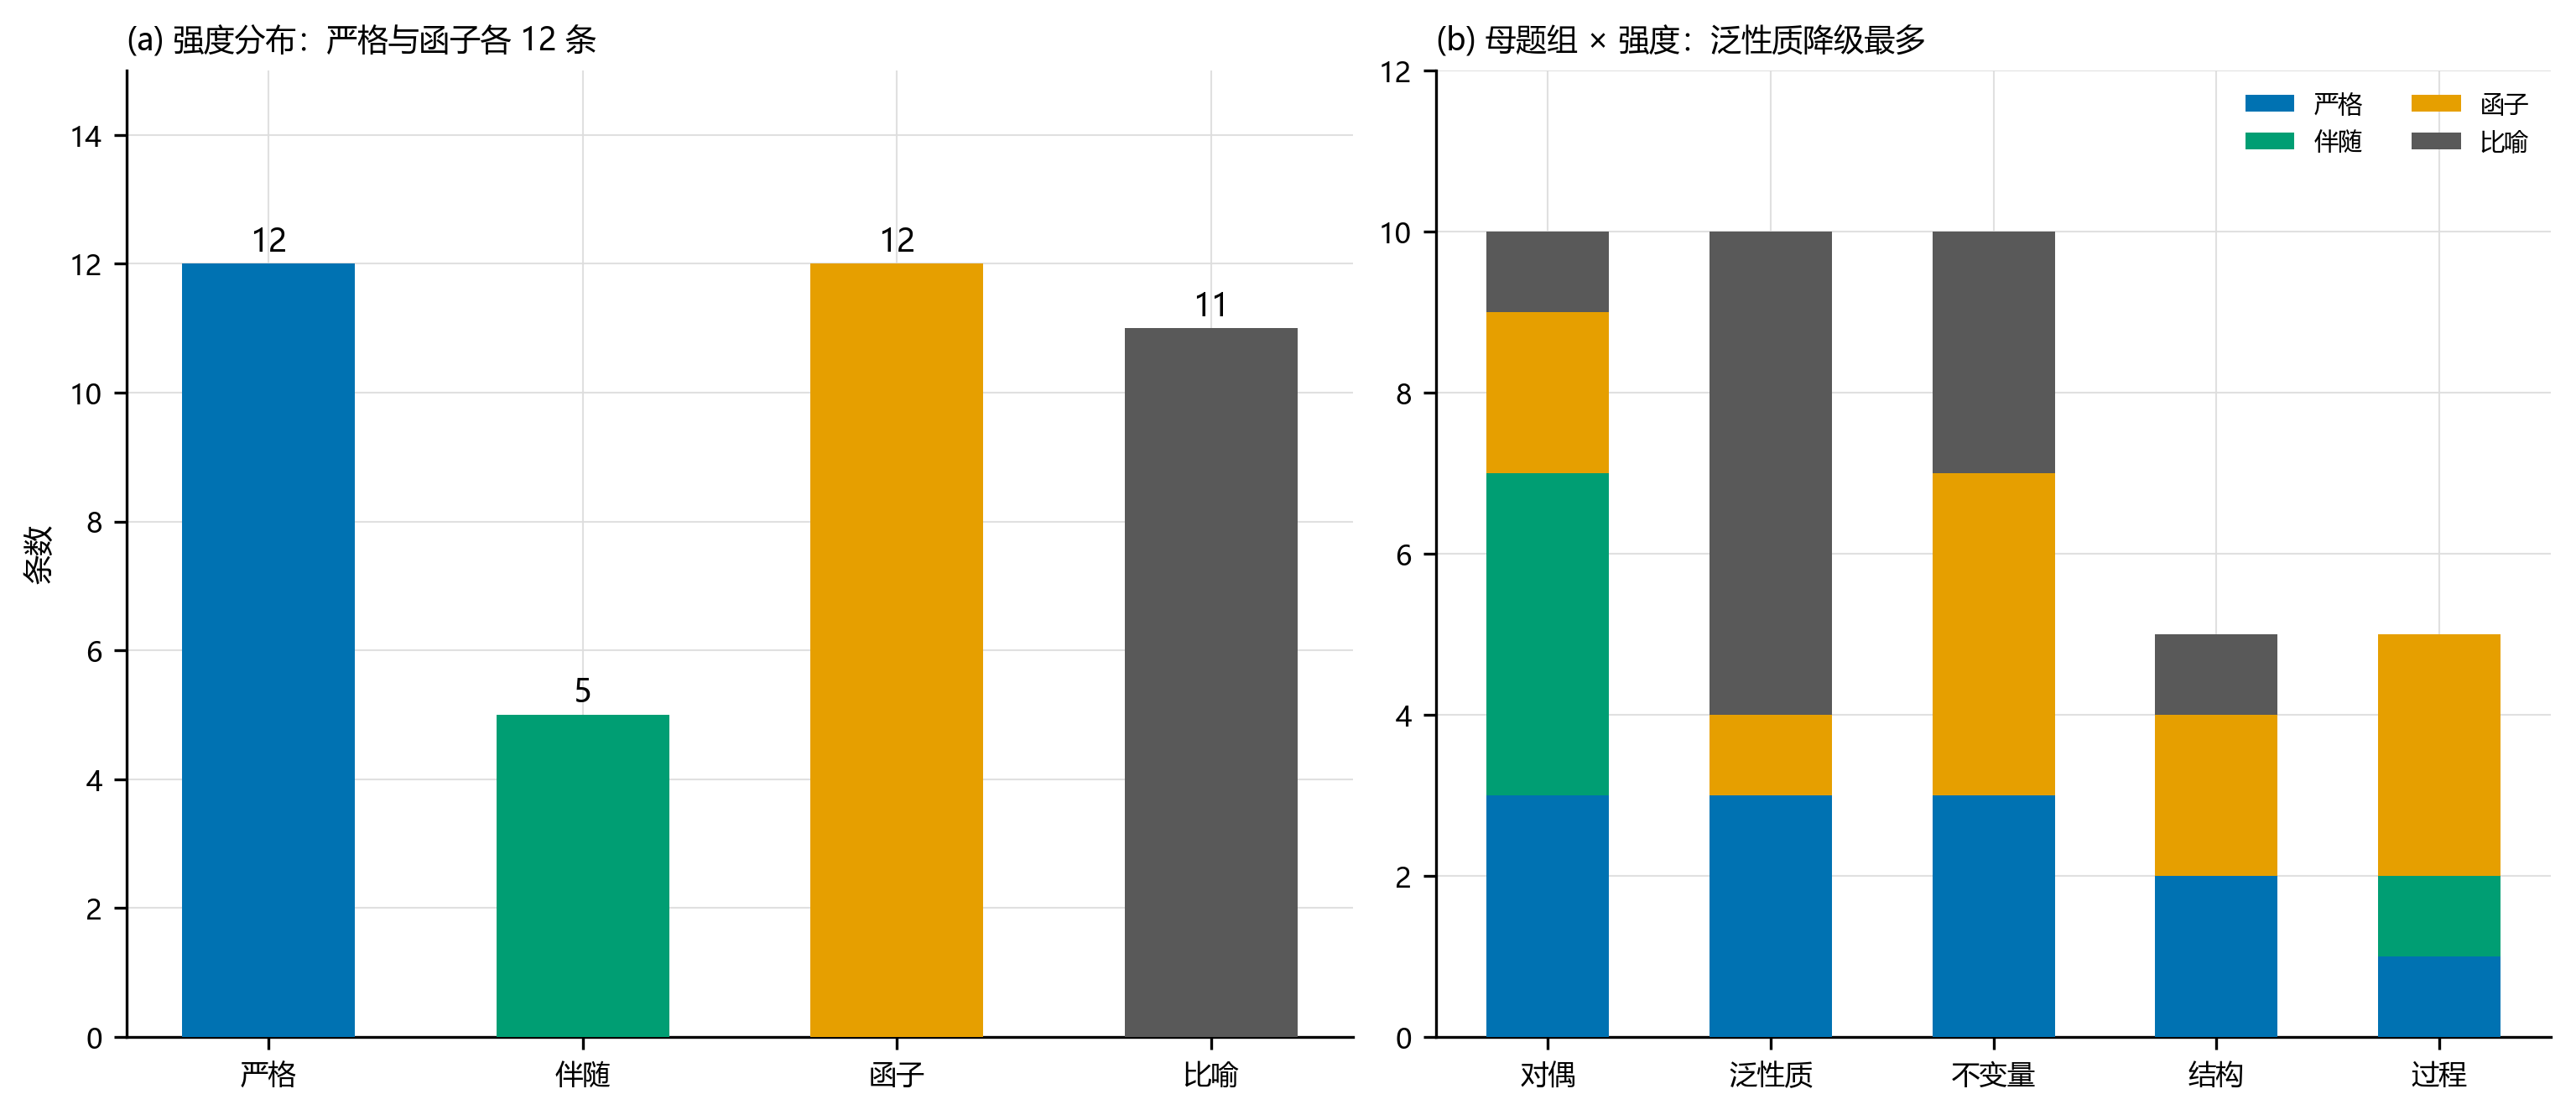 (a) 强度分布：严格与函子各 12 条
条数
14
12
10
8
6
4
2
0
12
5
12
11
严格
伴随
函子
比喻
(b) 母题组 × 强度：泛性质降级最多
12
10
8
6
4
2
0
严格
伴随
函子
比喻
对偶
泛性质
不变量
结构
过程